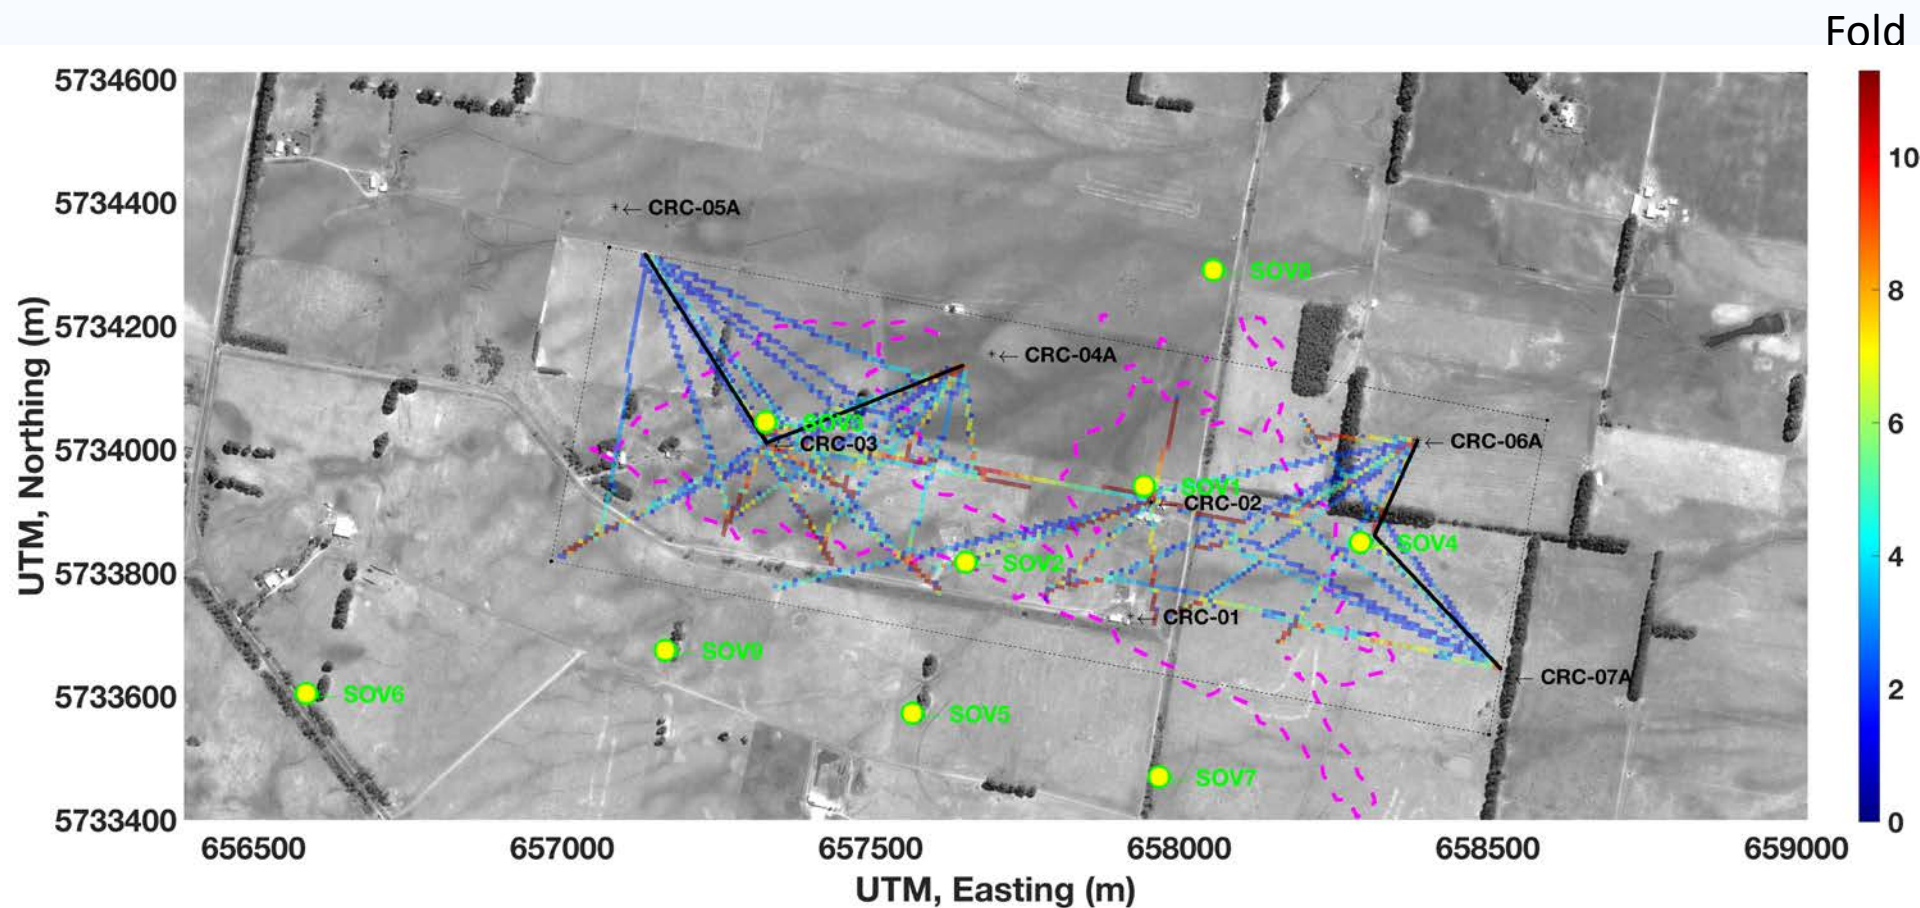 Fold
5734600
5734400
5734200
5734000
5733800
5733600
5733400
UTM, Northing (m)
CRC-05A
SOV8
CRC-04A
SOV3
CRC-03
CRC-06A
SOV1
CRC-02
SOV4
SOV2
CRC-01
SOV9
CRC-07A
SOV6
SOV5
SOV7
656500
657000
657500
658000
658500
659000
UTM, Easting (m)
10
8
6
4
2
0